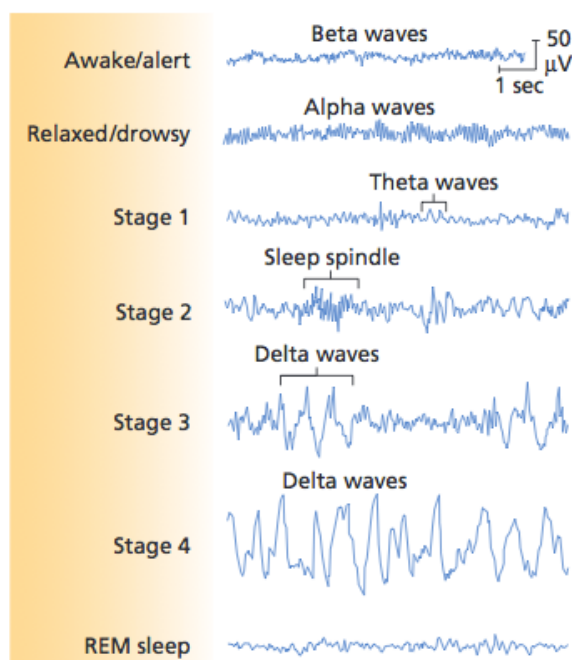 Beta waves
50
Awake/alert
μV
1 sec
Alpha waves
Relaxed/drowsy
Theta waves
Stage 1
Sleep spindle
Stage 2
Delta waves
Stage 3
Delta waves
Stage 4
REM sleep